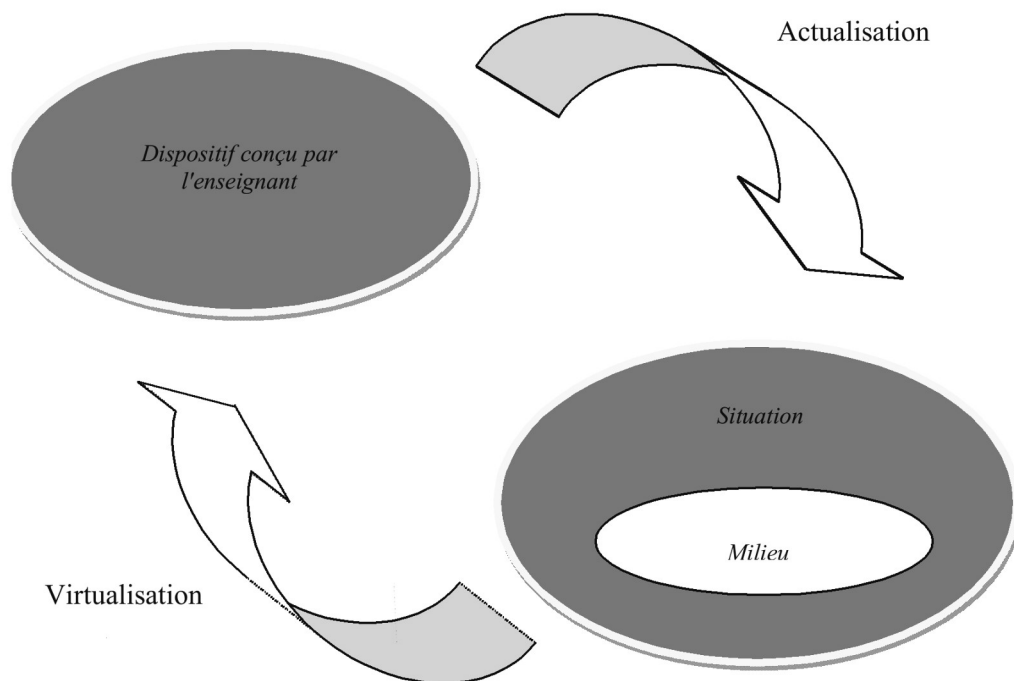 Actualisation
Dispositif conçu par
l'enseignant
Situation
Milieu
Virtualisation